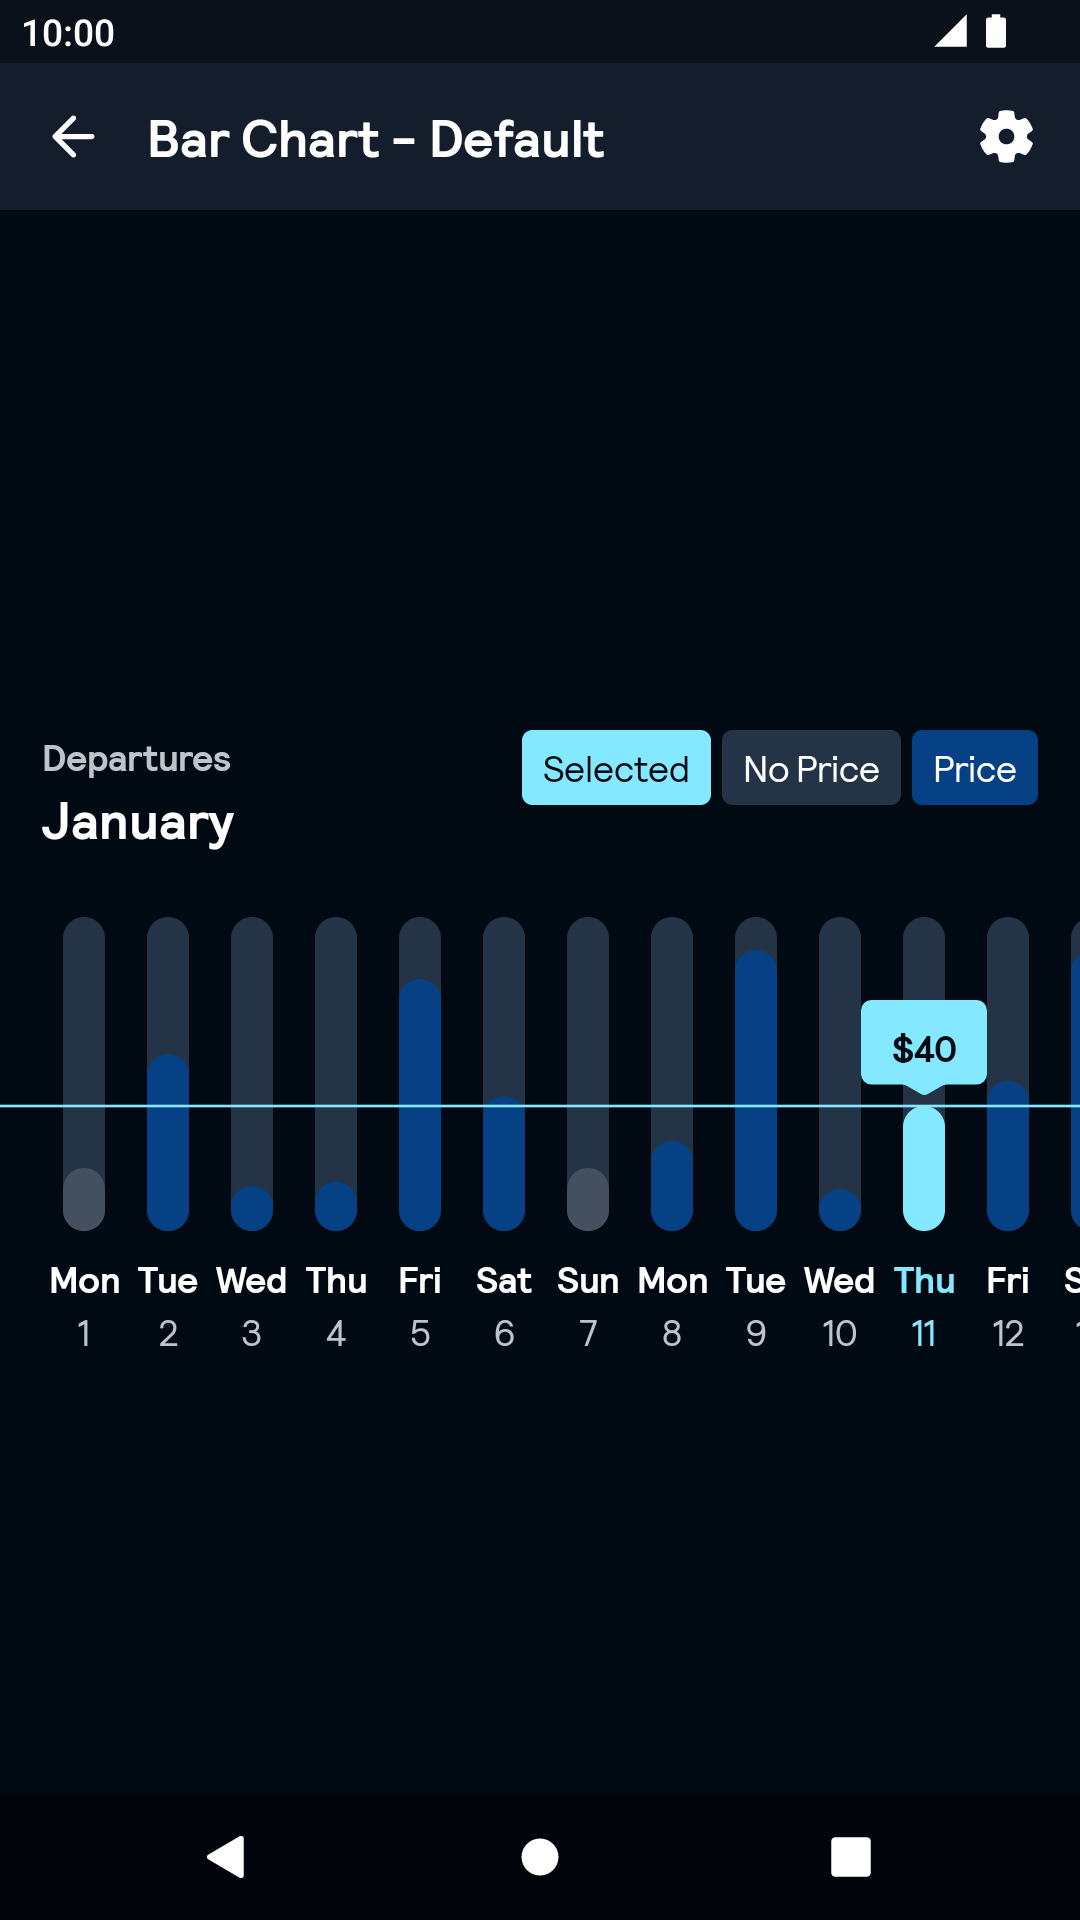 10:00
Bar Chart – Default
Departures
January
Selected No Price Price
$40
Mon Tue Wed Thu Fri Sat Sun Mon Tue Wed Thu Fri
1 2 3 4 5 6 7 8 9 10 11 12